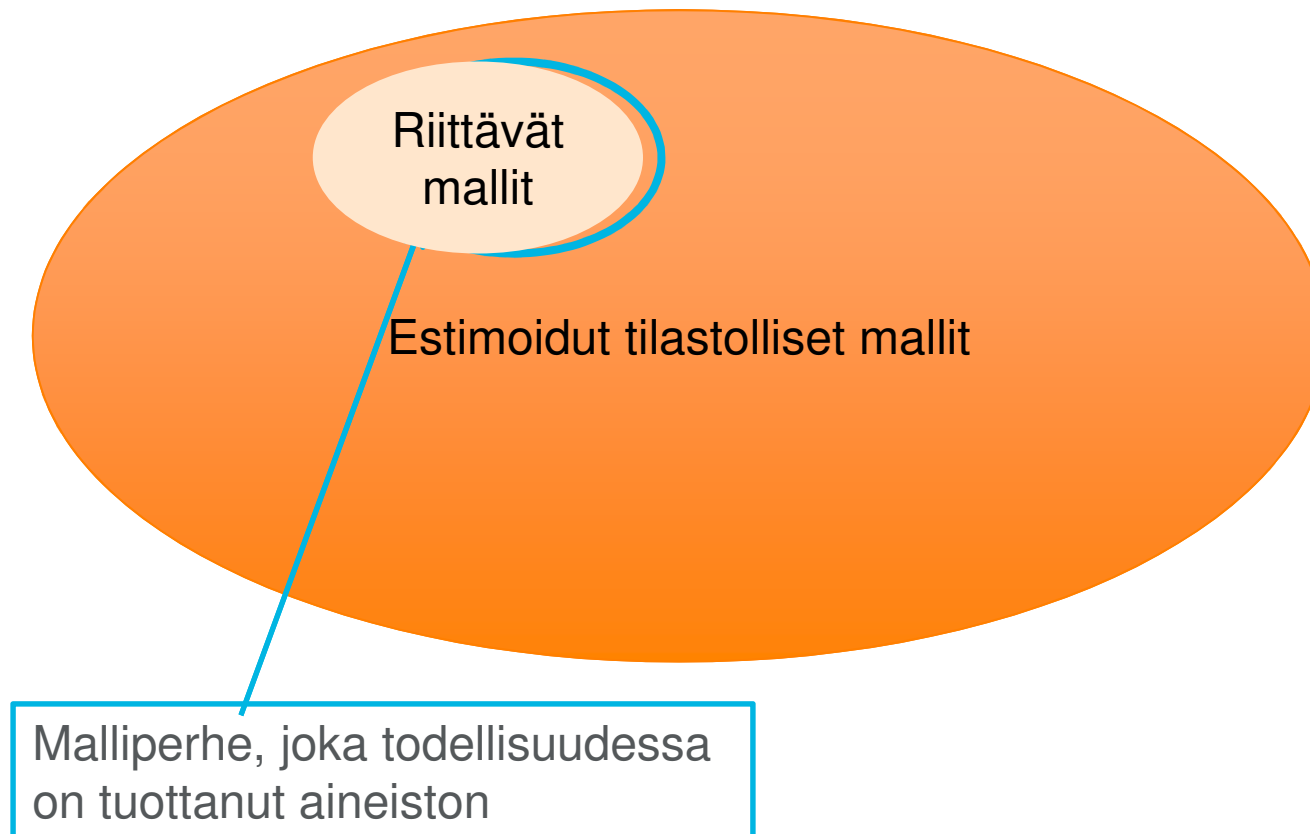 Riittävät
mallit
Estimoidut tilastolliset mallit
Malliperhe, joka todellisuudessa
on tuottanut aineiston